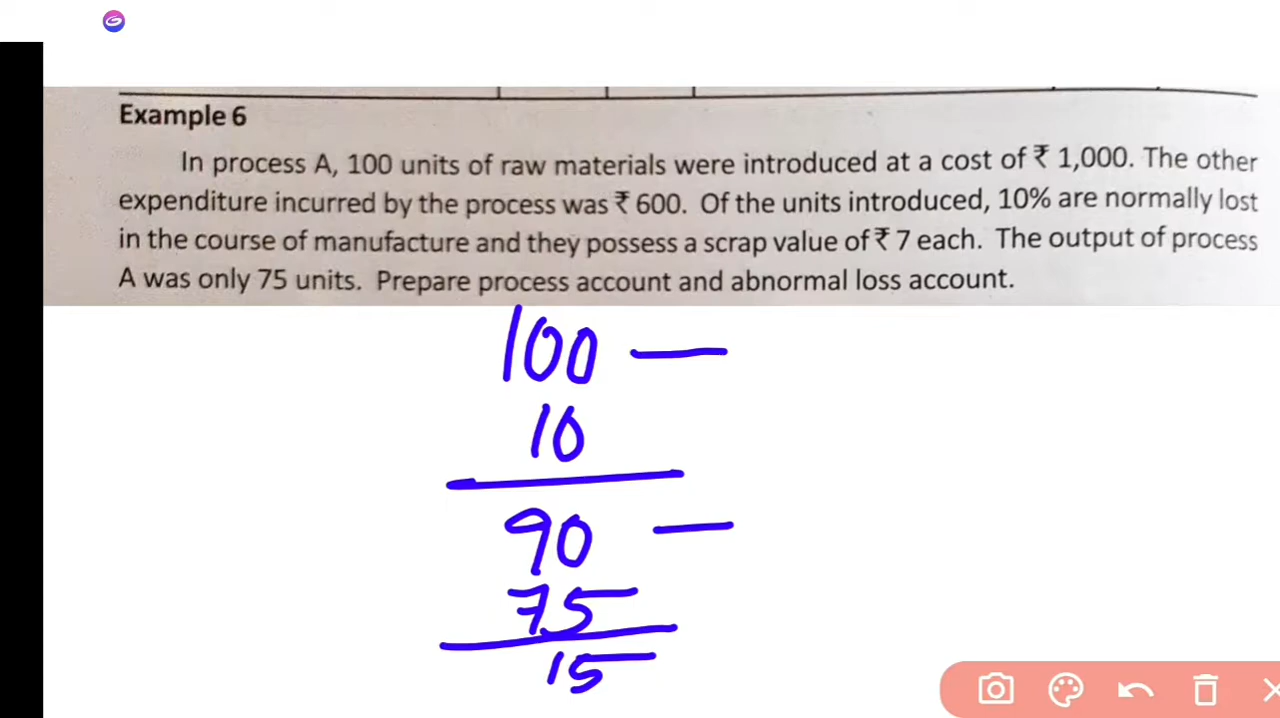 Example 6
In process A, 100 units of raw materials were introduced at a cost of ₹ 1,000. The other
expenditure incurred by the process was ₹ 600. Of the units introduced, 10% are normally lost
in the course of manufacture and they possess a scrap value of ₹ 7 each. The output of process
A was only 75 units. Prepare process account and abnormal loss account.
100 —
10
90 —
75
15